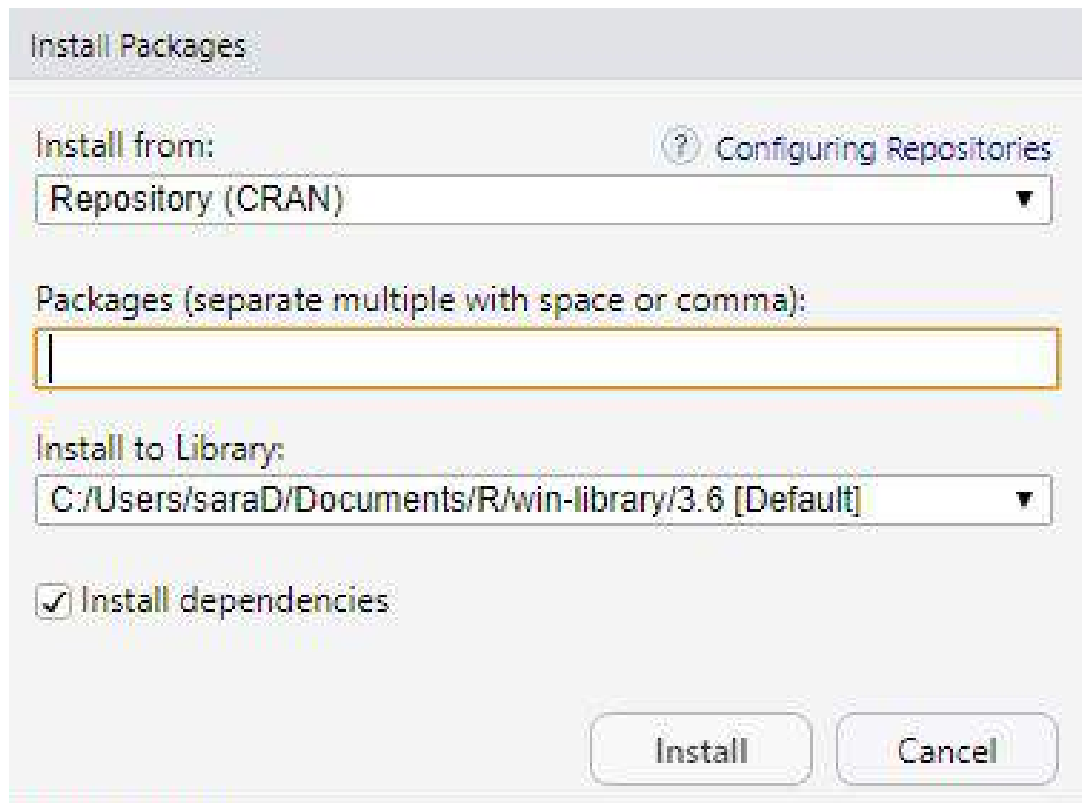 Install Packages
Install from:
? Configuring Repositories
Repository (CRAN)
Packages (separate multiple with space or comma):
Install to Library:
C:/Users/saraD/Documents/R/win-library/3.6 [Default]
Install dependencies
Install
Cancel